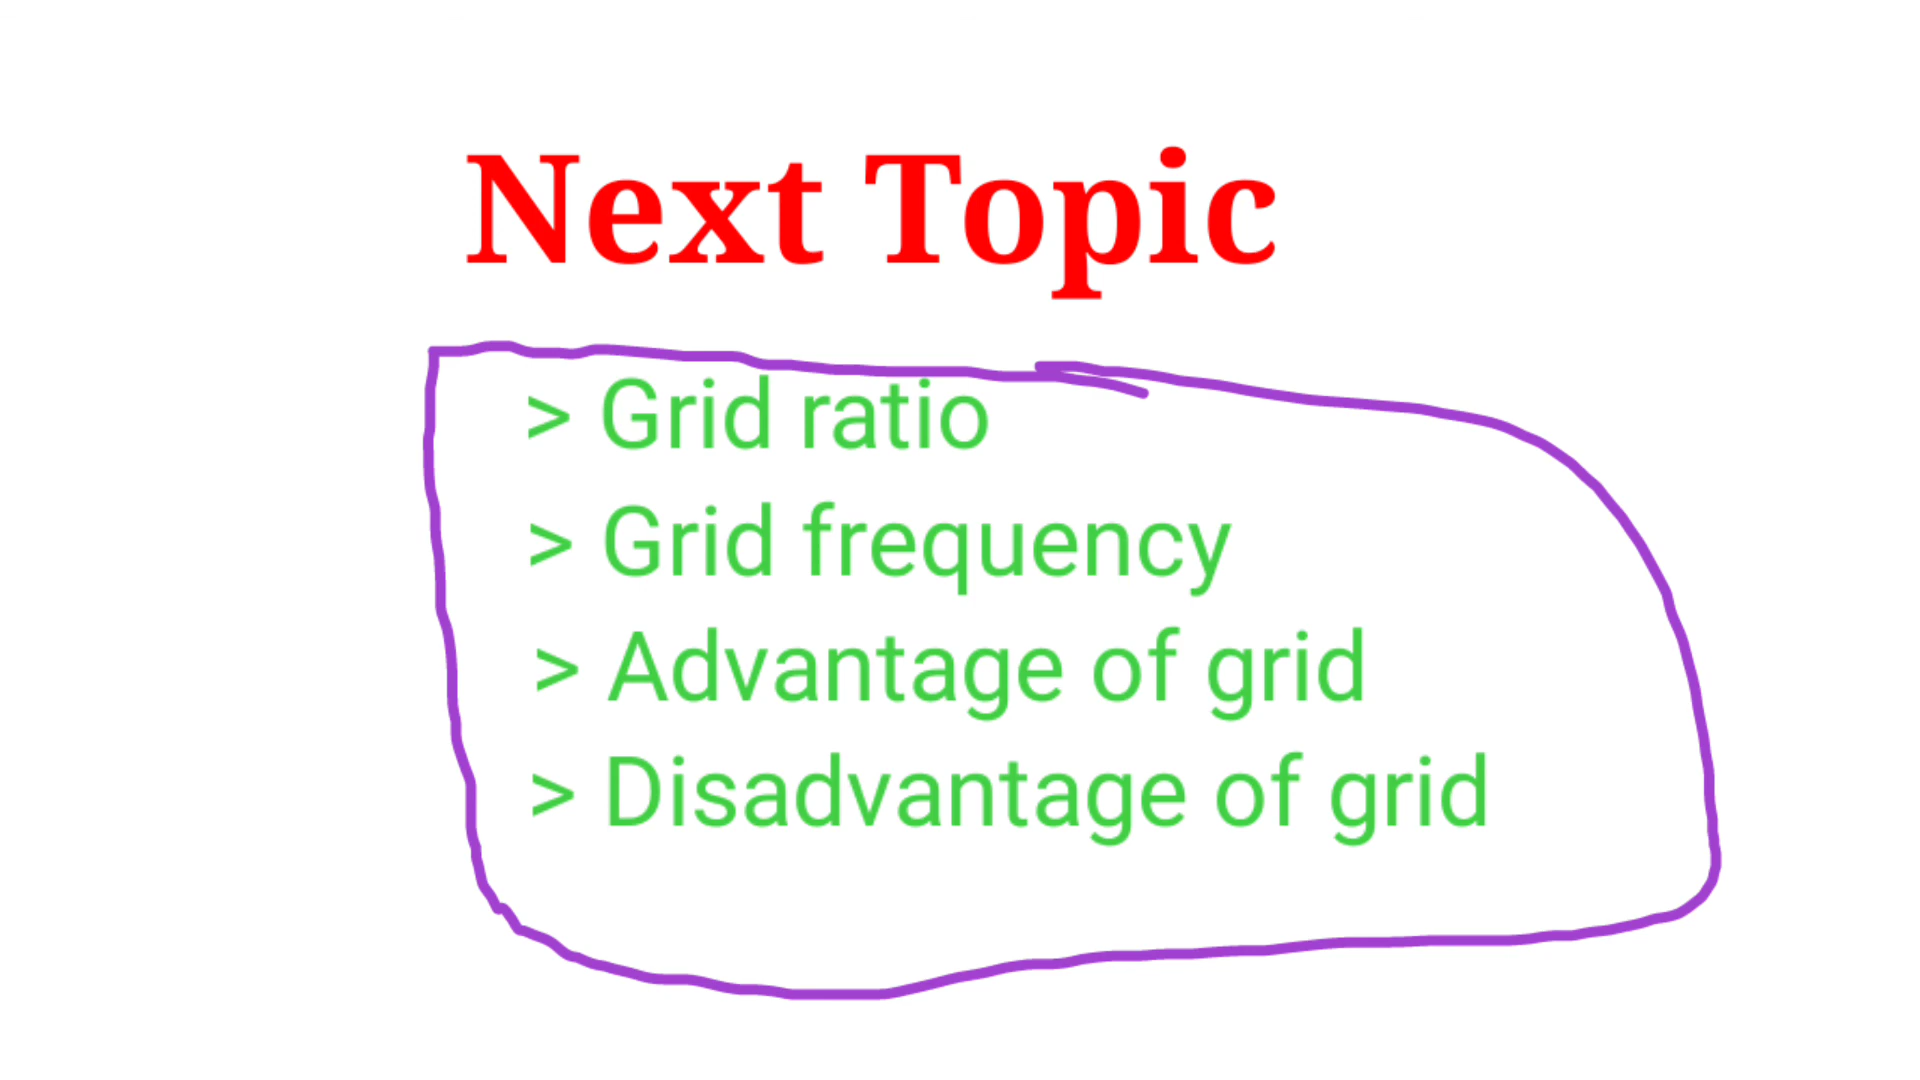 Next Topic
> Grid ratio
> Grid frequency
> Advantage of grid
> Disadvantage of grid